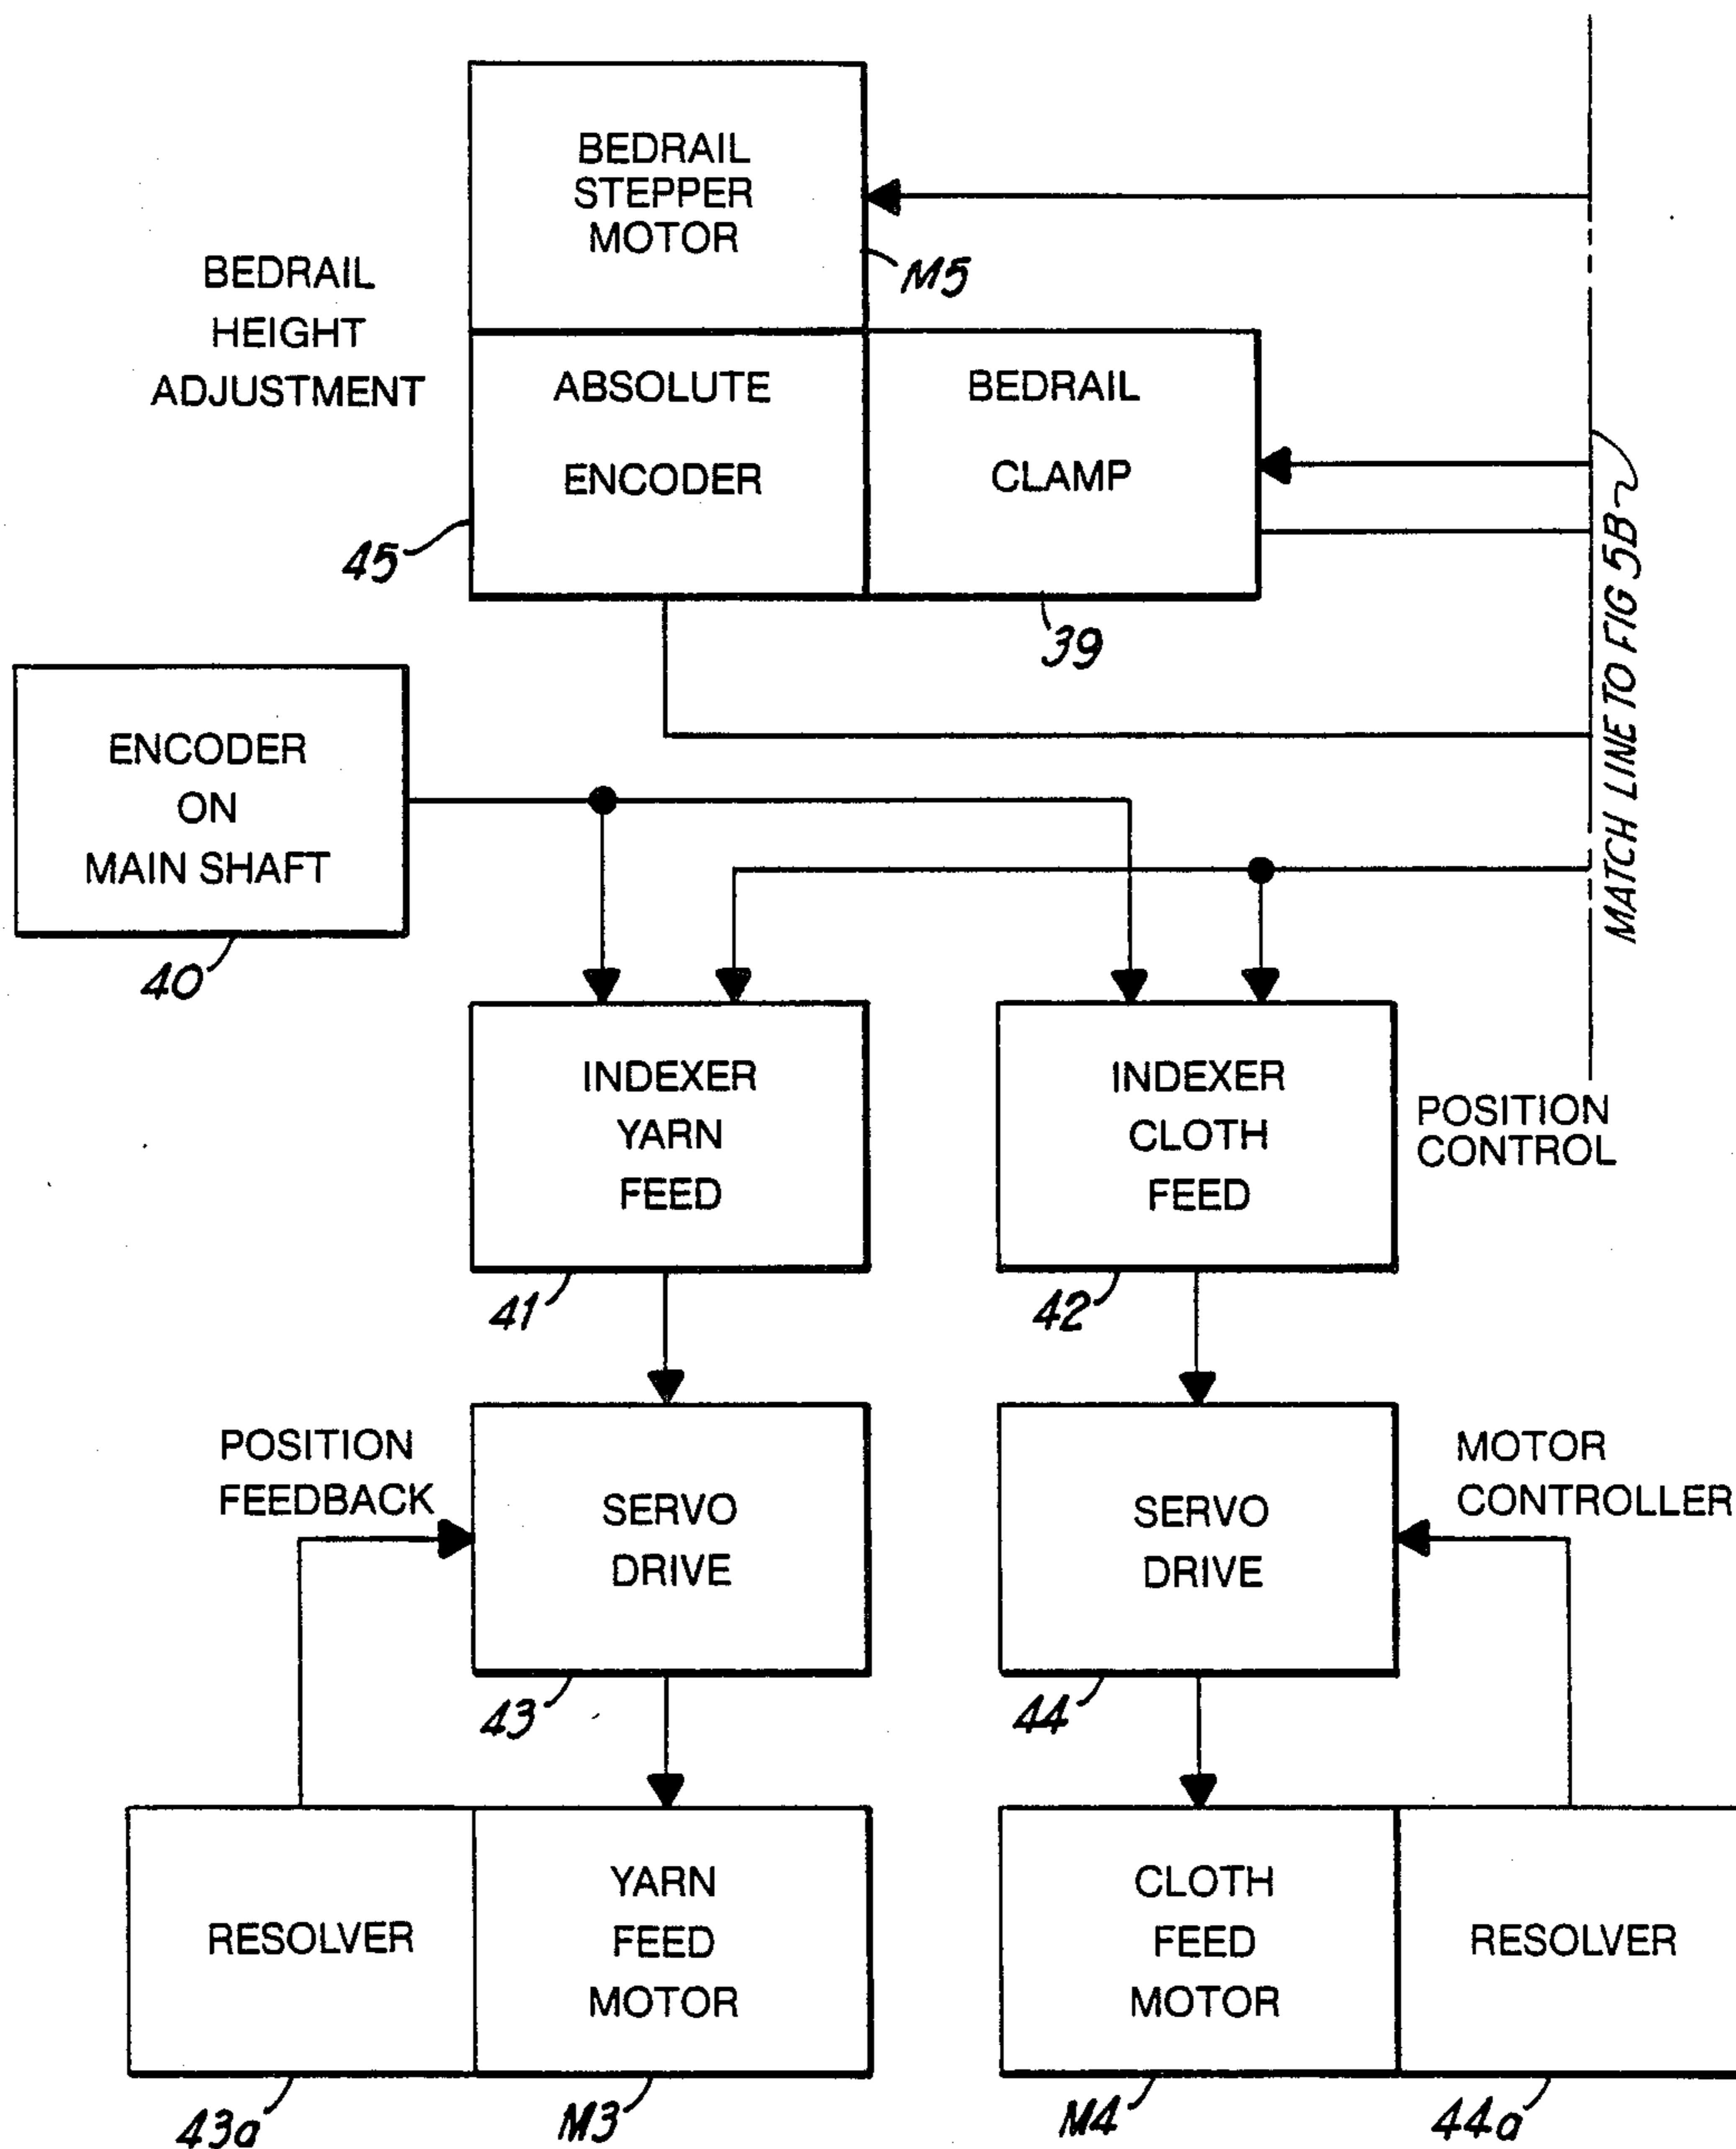 BEDRAIL
STEPPER
MOTOR
M5
BEDRAIL
HEIGHT
ADJUSTMENT
ABSOLUTE
ENCODER
45
BEDRAIL
CLAMP
39
MATCH LINE TO FIG 5B
ENCODER
ON
MAIN SHAFT
40
INDEXER
YARN
FEED
41
INDEXER
CLOTH
FEED
42
POSITION
CONTROL
POSITION
FEEDBACK
SERVO
DRIVE
43
SERVO
DRIVE
44
MOTOR
CONTROLLER
RESOLVER
43a
YARN
FEED
MOTOR
M3
CLOTH
FEED
MOTOR
M4
RESOLVER
44a